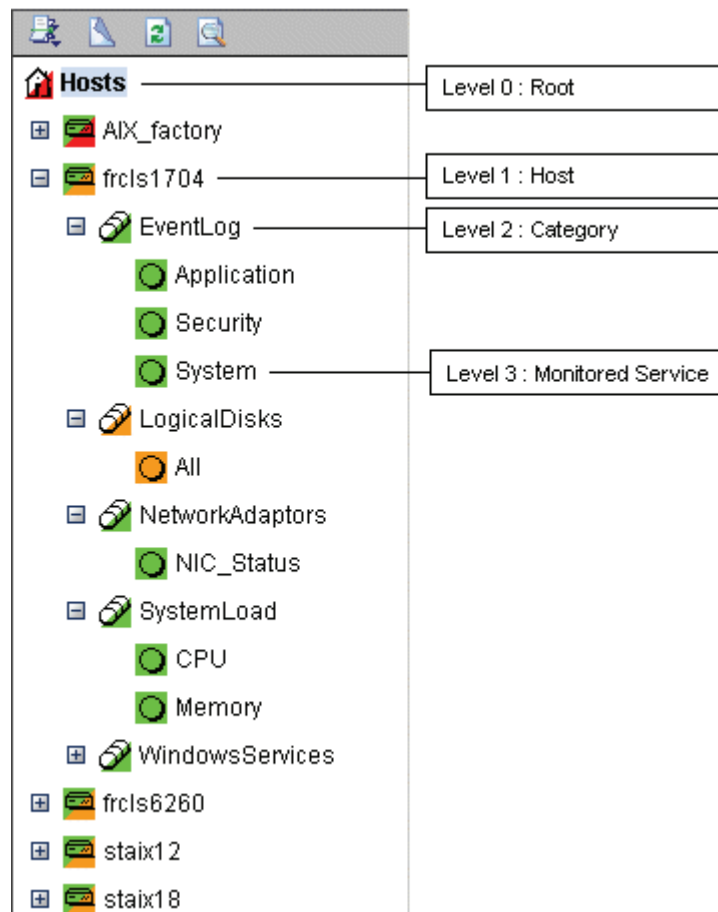 Hosts
Level 0 : Root
AIX_factory
frcls1704
Level 1 : Host
EventLog
Level 2 : Category
Application
Security
System
Level 3 : Monitored Service
LogicalDisks
All
NetworkAdaptors
NIC_Status
SystemLoad
CPU
Memory
WindowsServices
frcls6260
staix12
staix18